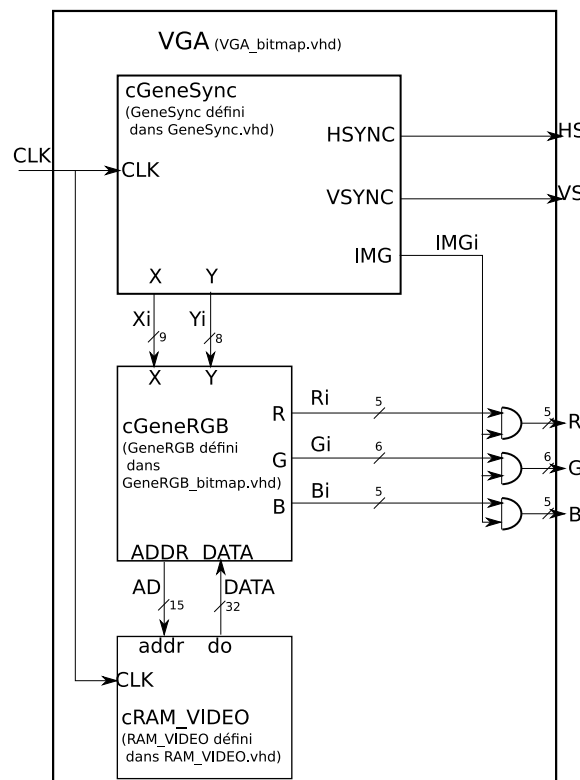 VGA (VGA_bitmap.vhd)
cGeneSync
(GeneSync défini
dans GeneSync.vhd)
HSYNC
HS
CLK
CLK
VSYNC
VS
IMGi
IMG
X Y
Xi Yi
9 8
X Y
cGeneRGB
(GeneRGB défini
dans
GeneRGB_bitmap.vhd)
R
Ri
5
5
R
G
Gi
6
6
G
B
Bi
5
5
B
ADDR DATA
AD DATA
15 32
addr do
CLK
cRAM_VIDEO
(RAM_VIDEO défini
dans RAM_VIDEO.vhd)